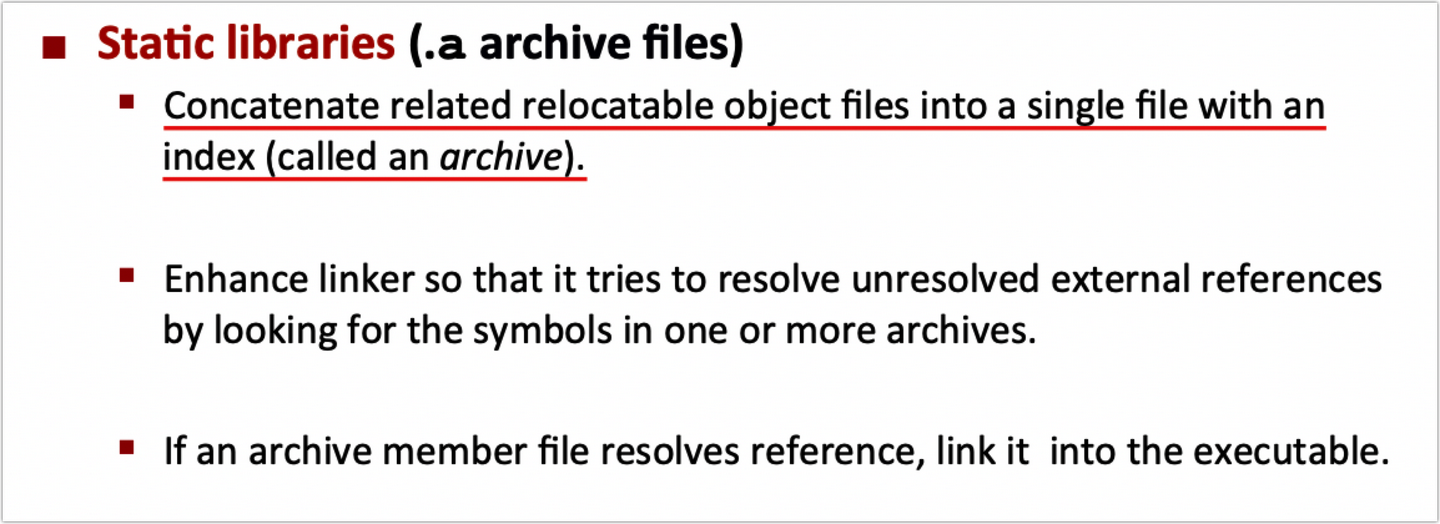 ■ Static libraries (.a archive files)
▪ Concatenate related relocatable object files into a single file with an
index (called an archive).
▪ Enhance linker so that it tries to resolve unresolved external references
by looking for the symbols in one or more archives.
▪ If an archive member file resolves reference, link it  into the executable.